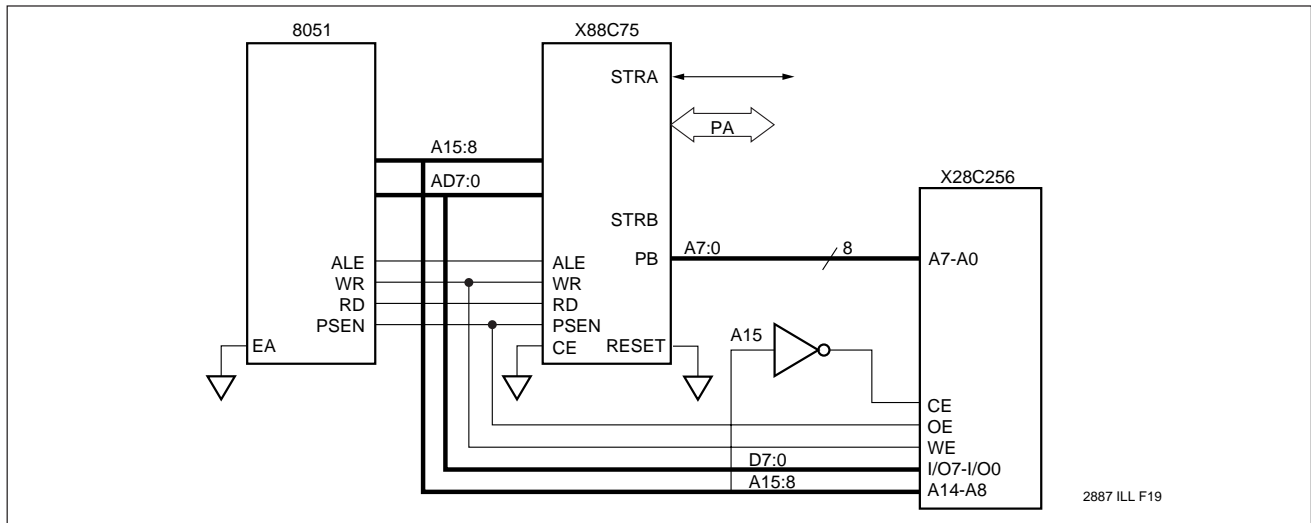 8051
X88C75
STRA
PA
A15:8
AD7:0
X28C256
STRB
A7:0
8
ALE
ALE
PB
A7-A0
WR
WR
RD
RD
A15
PSEN
PSEN
EA
CE
RESET
CE
OE
WE
D7:0
I/O7-I/O0
A15:8
A14-A8
2887 ILL F19